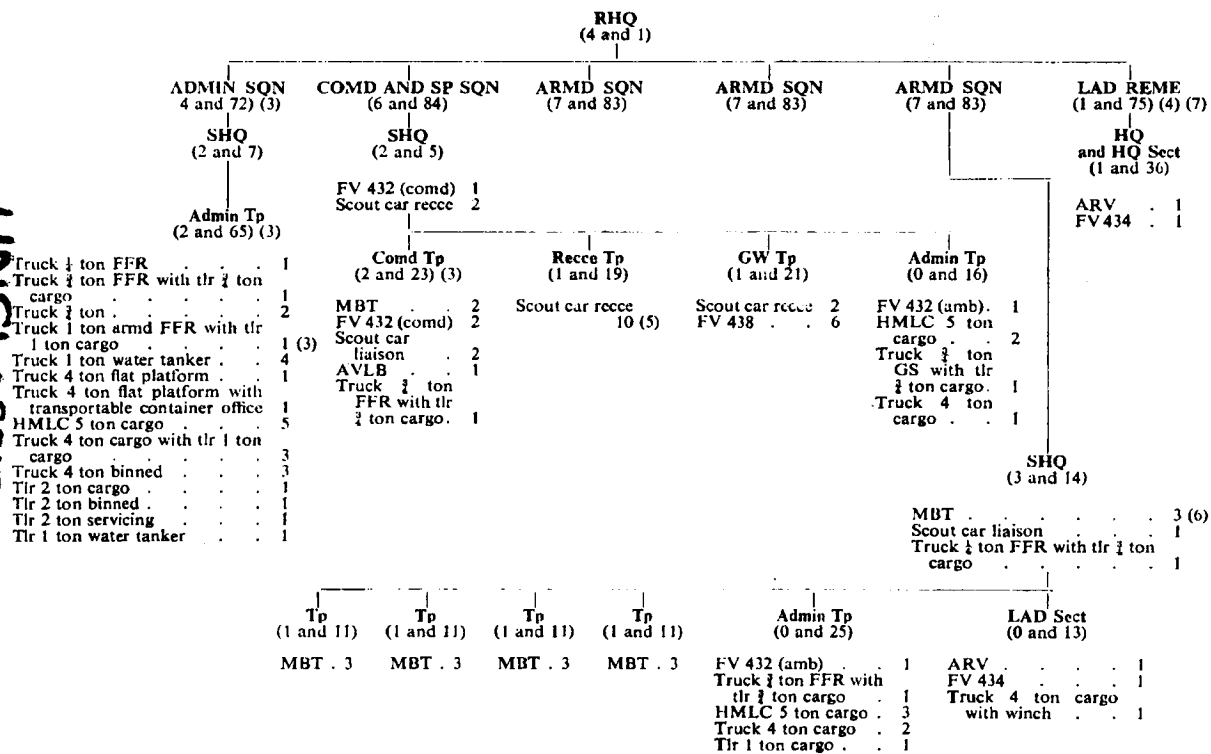 RHQ
(4 and 1)
ADMIN SQN
4 and 72) (3)
SHQ
(2 and 7)
Admin Tp
(2 and 65) (3)
Truck ¼ ton FFR . . . 1
Truck ¾ ton FFR with tlr ¾ ton
cargo . . . . . 1
Truck ¾ ton . . . . 2
Truck 1 ton armd FFR with tlr
1 ton cargo . . . . 1 (3)
Truck 1 ton water tanker . . 4
Truck 4 ton flat platform . . 1
Truck 4 ton flat platform with
transportable container office 1
HMLC 5 ton cargo . . . 5
Truck 4 ton cargo with tlr 1 ton
cargo . . . . . 3
Truck 4 ton binned . . . 3
Tlr 2 ton cargo . . . . 1
Tlr 2 ton binned . . . . 1
Tlr 2 ton servicing . . . 1
Tlr 1 ton water tanker . . 1
COMD AND SP SQN
(6 and 84)
SHQ
(2 and 5)
FV 432 (comd) 1
Scout car recce 2
Comd Tp
(2 and 23) (3)
MBT . . 2
FV 432 (comd) 2
Scout car
liaison . 2
AVLB . . 1
Truck ¾ ton
FFR with tlr
¾ ton cargo. 1
Recce Tp
(1 and 19)
Scout car recce
10 (5)
GW Tp
(1 and 21)
Scout car recce 2
FV 438 . . 6
Admin Tp
(0 and 16)
FV 432 (amb). 1
HMLC 5 ton
cargo . . 2
Truck ¾ ton
GS with tlr
¾ ton cargo. 1
Truck 4 ton
cargo . . 1
ARMD SQN
(7 and 83)
ARMD SQN
(7 and 83)
ARMD SQN
(7 and 83)
SHQ
(3 and 14)
MBT . . . . . . 3 (6)
Scout car liaison . . . . 1
Truck ¼ ton FFR with tlr ¾ ton
cargo . . . . . 1
Tp
(1 and 11)
MBT . 3
Tp
(1 and 11)
MBT . 3
Tp
(1 and 11)
MBT . 3
Tp
(1 and 11)
MBT . 3
Admin Tp
(0 and 25)
FV 432 (amb) . . 1
Truck ¾ ton FFR with
tlr ¾ ton cargo . 1
HMLC 5 ton cargo . 3
Truck 4 ton cargo . 2
Tlr 1 ton cargo . . 1
LAD Sect
(0 and 13)
ARV . . . . 1
FV 434 . . . 1
Truck 4 ton cargo
with winch . . 1
LAD REME
(1 and 75) (4) (7)
HQ
and HQ Sect
(1 and 36)
ARV . 1
FV 434 . 1